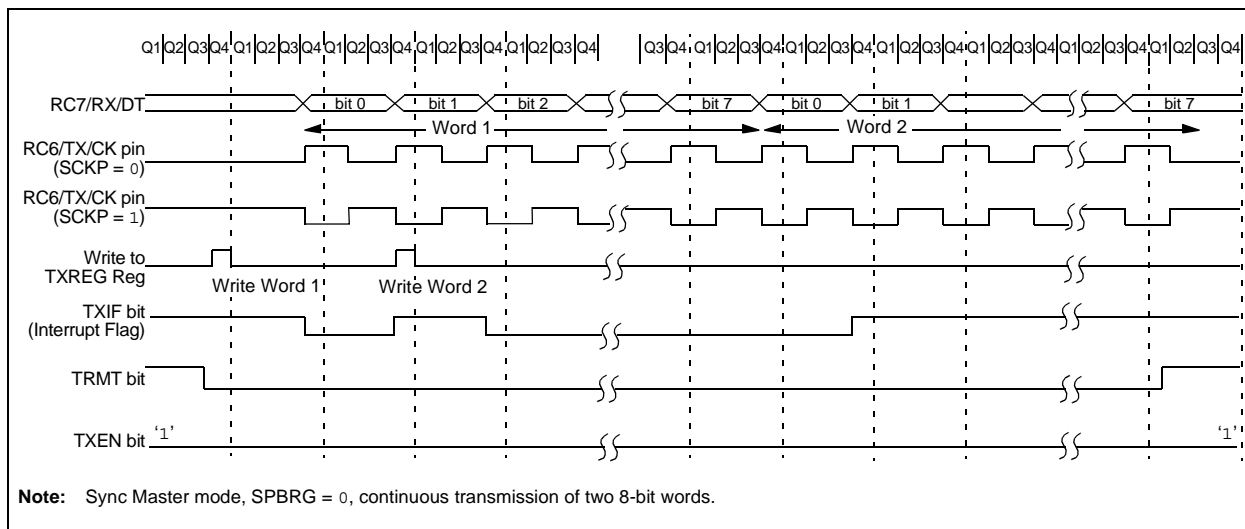 Q1 Q2 Q3 Q4 Q1 Q2 Q3 Q4 Q1 Q2 Q3 Q4 Q1 Q2 Q3 Q4 Q1 Q2 Q3 Q4 Q3 Q4 Q1 Q2 Q3 Q4 Q1 Q2 Q3 Q4 Q1 Q2 Q3 Q4 Q1 Q2 Q3 Q4 Q1 Q2 Q3 Q4 Q1 Q2 Q3 Q4
RC7/RX/DT bit 0 bit 1 bit 2 bit 7 bit 0 bit 1 bit 7
Word 1 Word 2
RC6/TX/CK pin
(SCKP = 0)
RC6/TX/CK pin
(SCKP = 1)
Write to
TXREG Reg
Write Word 1 Write Word 2
TXIF bit
(Interrupt Flag)
TRMT bit
TXEN bit ‘1’ ‘1’
Note: Sync Master mode, SPBRG = 0, continuous transmission of two 8-bit words.